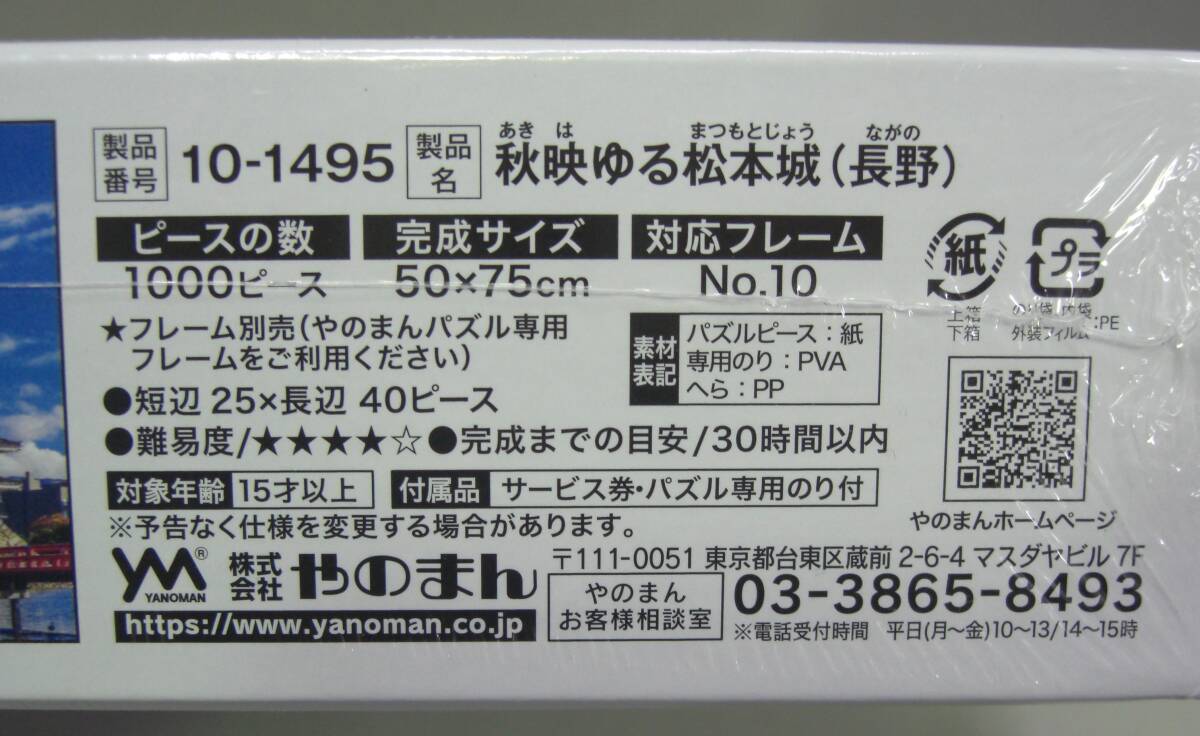 製品番号 10-1495 製品名 秋映ゆる松本城(長野)
あき は まつもとじょう ながの
ピースの数 完成サイズ 対応フレーム
1000ピース 50×75cm No.10
★フレーム別売(やのまんパズル専用
フレームをご利用ください)
●短辺 25×長辺 40ピース
●難易度/★★★★☆ ●完成までの目安/30時間以内
素材表記
パズルピース:紙
専用のり:PVA
へら:PP
紙
上箱
下箱
プラ
のり袋・内袋
外装フィルム:PE
やのまんホームページ
対象年齢 15才以上 付属品 サービス券・パズル専用のり付
※予告なく仕様を変更する場合があります。
YM® YANOMAN 株式会社 やのまん
https://www.yanoman.co.jp
〒111-0051 東京都台東区蔵前 2-6-4 マスダヤビル 7F
やのまん
お客様相談室
03-3865-8493
※電話受付時間 平日(月~金)10~13/14~15時